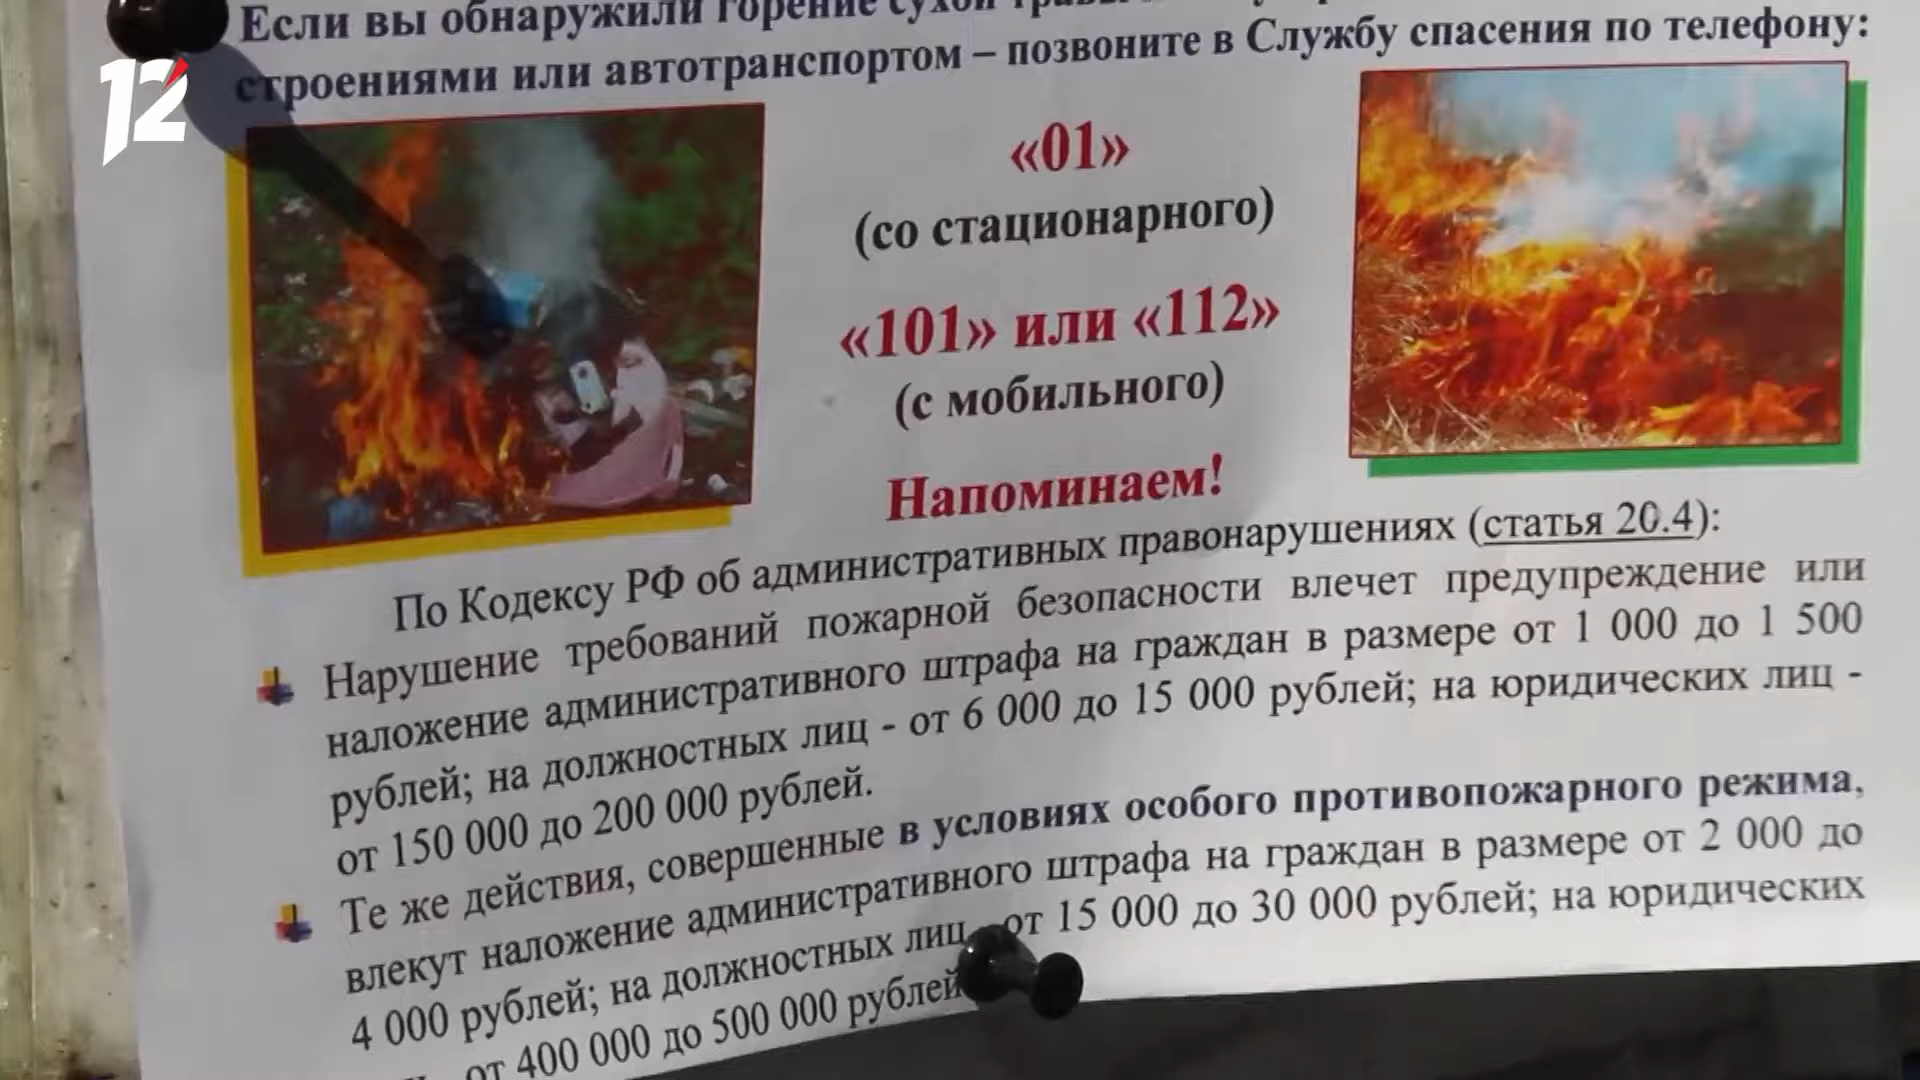 Если вы обнаружили горение сухой
строениями или автотранспортом – позвоните в Службу спасения по телефону:
12
«01»
(со стационарного)
«101» или «112»
(с мобильного)
Напоминаем!
По Кодексу РФ об административных правонарушениях (статья 20.4):
Нарушение требований пожарной безопасности влечет предупреждение или
наложение административного штрафа на граждан в размере от 1 000 до 1 500
рублей; на должностных лиц - от 6 000 до 15 000 рублей; на юридических лиц -
от 150 000 до 200 000 рублей.
Те же действия, совершенные в условиях особого противопожарного режима,
влекут наложение административного штрафа на граждан в размере от 2 000 до
4 000 рублей; на должностных лиц от 15 000 до 30 000 рублей; на юридических
от 400 000 до 500 000 рублей